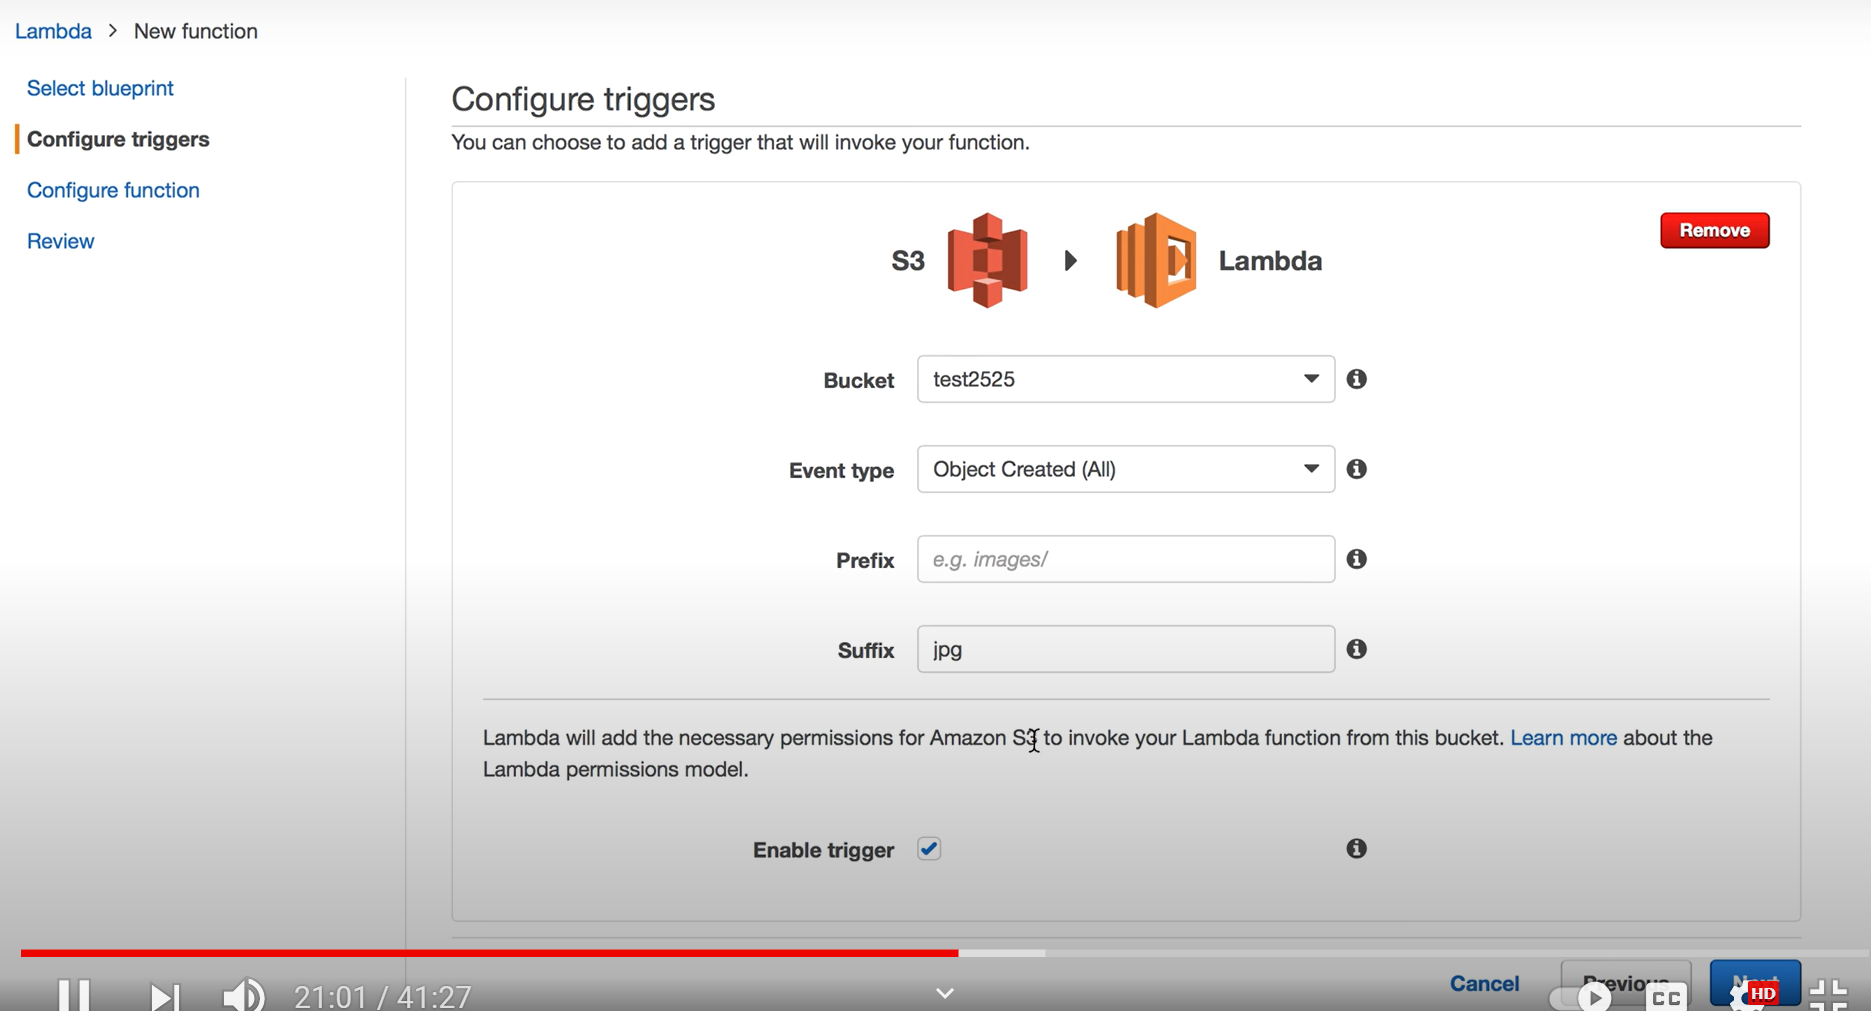 Lambda > New function
Select blueprint
Configure triggers
Configure function
Review
Configure triggers
You can choose to add a trigger that will invoke your function.
S3
Lambda
Remove
Bucket
test2525
Event type
Object Created (All)
Prefix
e.g. images/
Suffix
jpg
Lambda will add the necessary permissions for Amazon S3 to invoke your Lambda function from this bucket. Learn more about the
Lambda permissions model.
Enable trigger
Cancel
Previous
Next
21:01 / 41:27
CC
HD